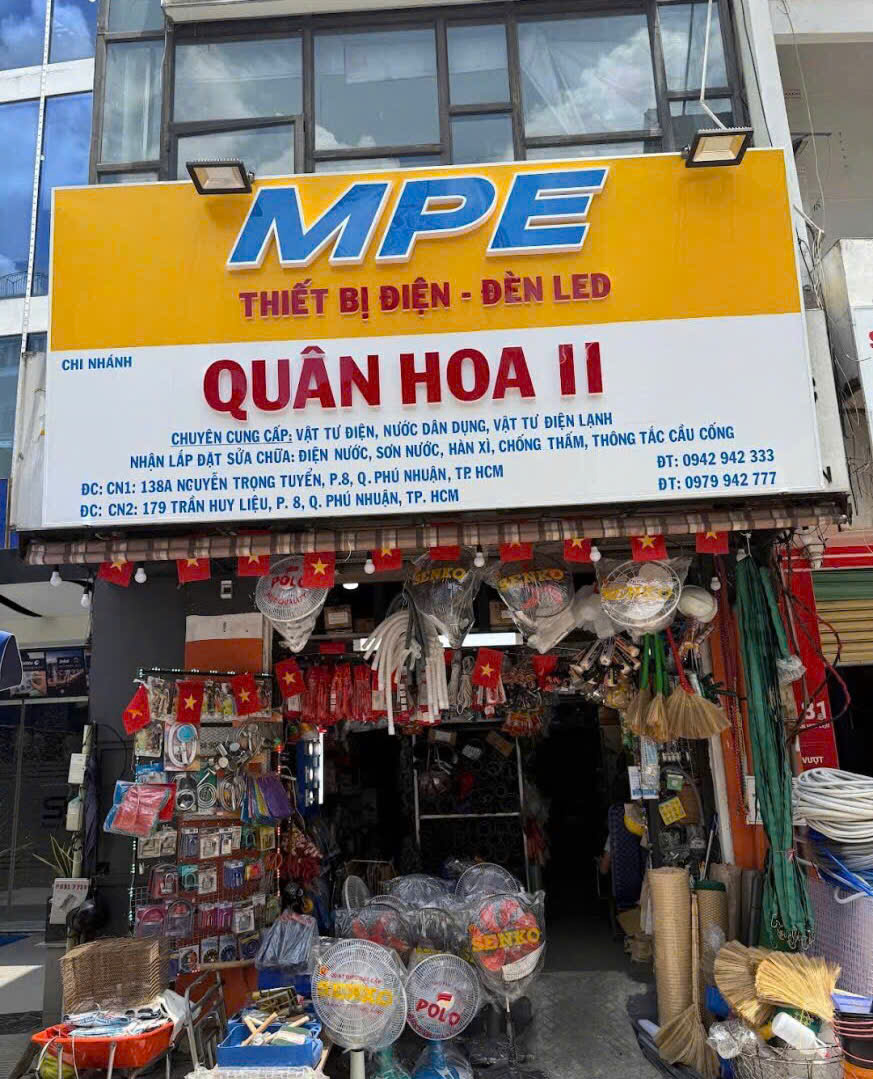 MPE
THIẾT BỊ ĐIỆN - ĐÈN LED
CHI NHÁNH
QUÂN HOA II
CHUYÊN CUNG CẤP: VẬT TƯ ĐIỆN, NƯỚC DÂN DỤNG, VẬT TƯ ĐIỆN LẠNH
NHẬN LẮP ĐẶT SỬA CHỮA: ĐIỆN NƯỚC, SƠN NƯỚC, HÀN XÌ, CHỐNG THẤM, THÔNG TẮC CẦU CỐNG
ĐC: CN1: 138A NGUYỄN TRỌNG TUYỂN, P.8, Q. PHÚ NHUẬN, TP. HCM
ĐT: 0942 942 333
ĐC: CN2: 179 TRẦN HUY LIỆU, P. 8, Q. PHÚ NHUẬN, TP. HCM
ĐT: 0979 942 777
POLO
SENKO
SENKO
SENKO
VƯỢT
SENKO
SENKO
POLO